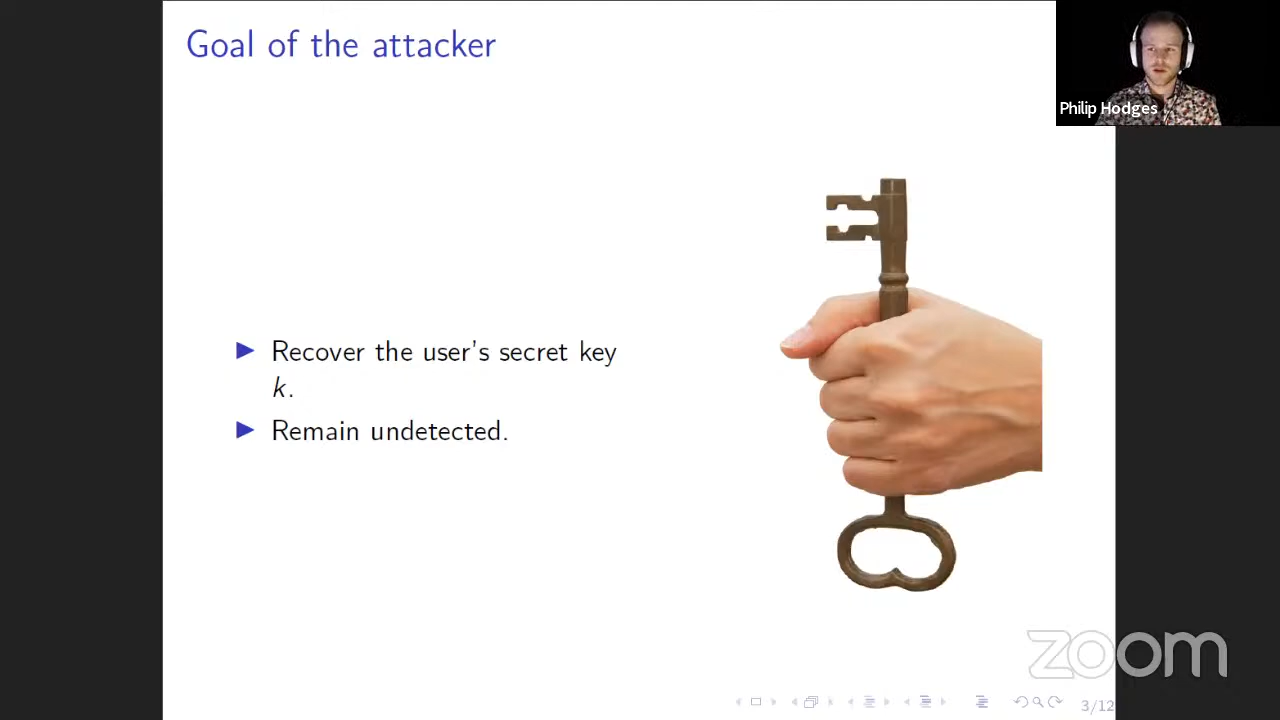 Goal of the attacker
Philip Hodges
▶ Recover the user's secret key
k.
▶ Remain undetected.
zoom
3/12